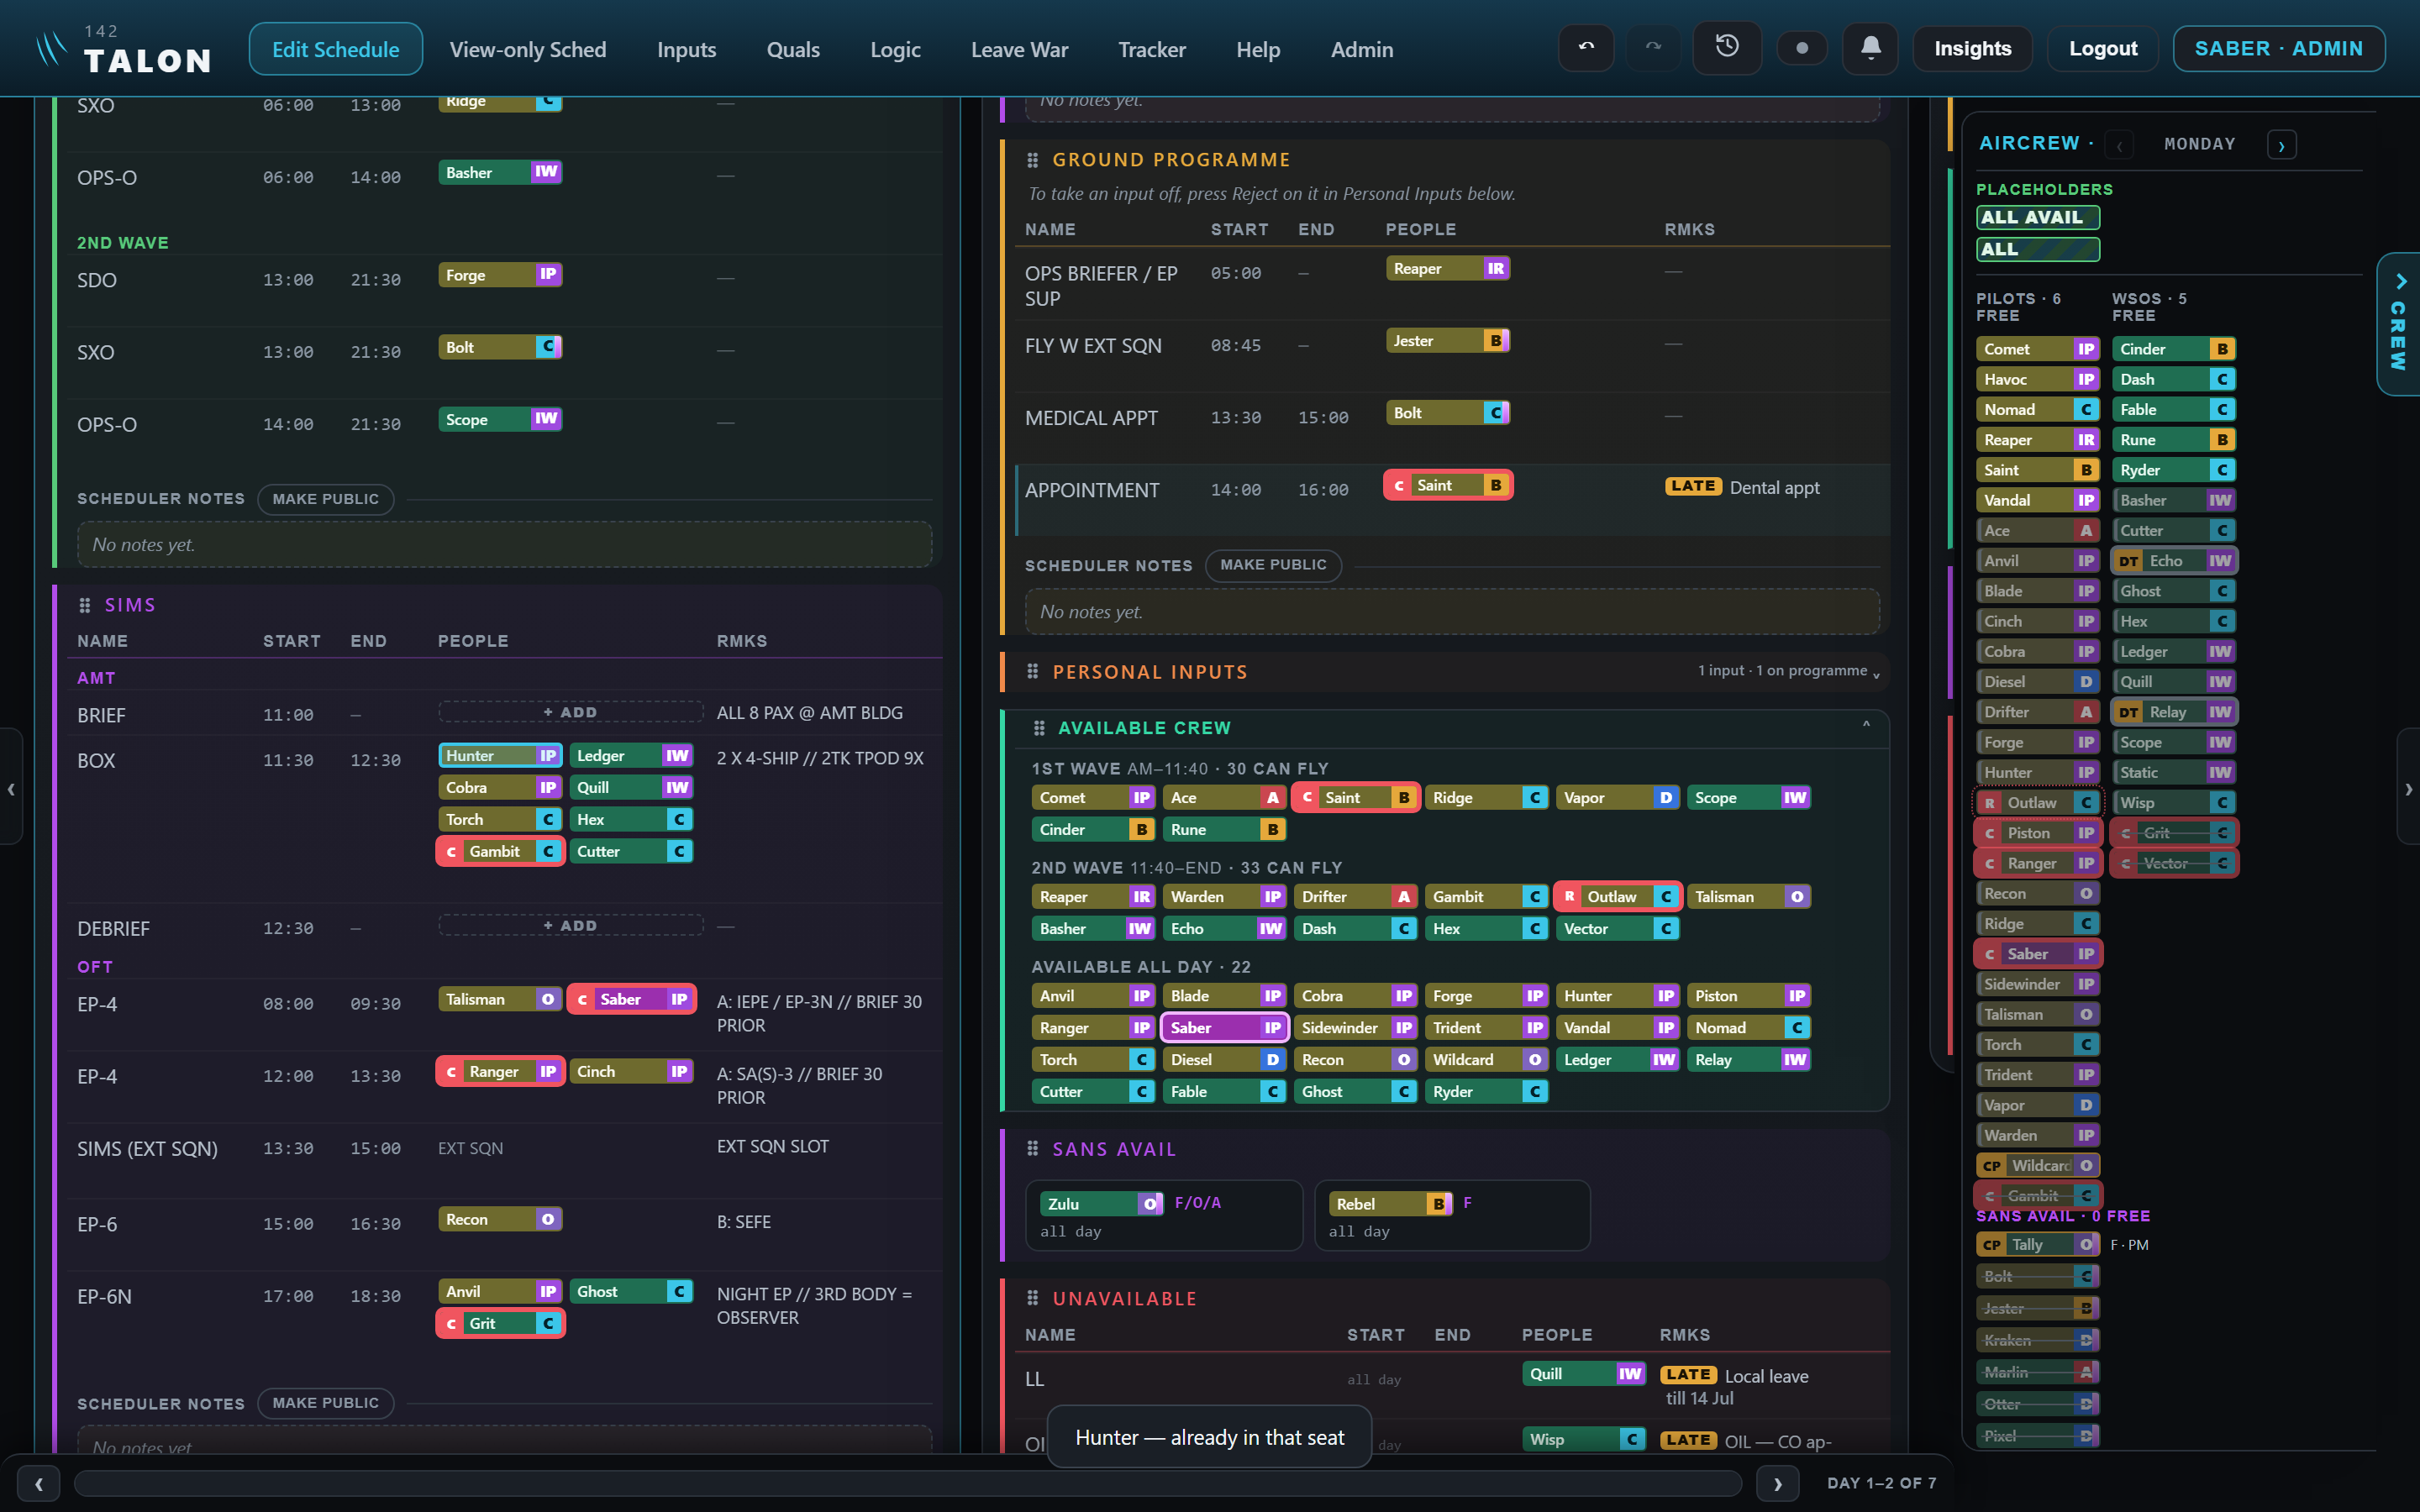 142
TALON
Edit Schedule
View-only Sched
Inputs
Quals
Logic
Leave War
Tracker
Help
Admin
Insights
Logout
SABER · ADMIN
SXO 06:00 13:00 Ridge C —
OPS-O 06:00 14:00 Basher IW —
2ND WAVE
SDO 13:00 21:30 Forge IP —
SXO 13:00 21:30 Bolt C —
OPS-O 14:00 21:30 Scope IW —
SCHEDULER NOTES MAKE PUBLIC
No notes yet.
SIMS
NAME START END PEOPLE RMKS
AMT
BRIEF 11:00 — + ADD ALL 8 PAX @ AMT BLDG
BOX 11:30 12:30 Hunter IP Ledger IW 2 X 4-SHIP // 2TK TPOD 9X
Cobra IP Quill IW
Torch C Hex C
C Gambit C Cutter C
DEBRIEF 12:30 — + ADD —
OFT
EP-4 08:00 09:30 Talisman O C Saber IP A: IEPE / EP-3N // BRIEF 30
PRIOR
EP-4 12:00 13:30 C Ranger IP Cinch IP A: SA(S)-3 // BRIEF 30
PRIOR
SIMS (EXT SQN) 13:30 15:00 EXT SQN EXT SQN SLOT
EP-6 15:00 16:30 Recon O B: SEFE
EP-6N 17:00 18:30 Anvil IP Ghost C NIGHT EP // 3RD BODY =
C Grit C OBSERVER
SCHEDULER NOTES MAKE PUBLIC
No notes yet
No notes yet.
GROUND PROGRAMME
To take an input off, press Reject on it in Personal Inputs below.
NAME START END PEOPLE RMKS
OPS BRIEFER / EP
SUP 05:00 — Reaper IR —
FLY W EXT SQN 08:45 — Jester B —
MEDICAL APPT 13:30 15:00 Bolt C —
APPOINTMENT 14:00 16:00 C Saint B LATE Dental appt
SCHEDULER NOTES MAKE PUBLIC
No notes yet.
PERSONAL INPUTS 1 input · 1 on programme
AVAILABLE CREW
1ST WAVE AM–11:40 · 30 CAN FLY
Comet IP Ace A C Saint B Ridge C Vapor D Scope IW
Cinder B Rune B
2ND WAVE 11:40–END · 33 CAN FLY
Reaper IR Warden IP Drifter A Gambit C R Outlaw C Talisman O
Basher IW Echo IW Dash C Hex C Vector C
AVAILABLE ALL DAY · 22
Anvil IP Blade IP Cobra IP Forge IP Hunter IP Piston IP
Ranger IP Saber IP Sidewinder IP Trident IP Vandal IP Nomad C
Torch C Diesel D Recon O Wildcard O Ledger IW Relay IW
Cutter C Fable C Ghost C Ryder C
SANS AVAIL
Zulu O F/O/A
all day
Rebel B F
all day
UNAVAILABLE
NAME START END PEOPLE RMKS
LL all day Quill IW LATE Local leave
till 14 Jul
day Wisp C LATE OIL — CO ap-
Hunter — already in that seat
AIRCREW · MONDAY
PLACEHOLDERS
ALL AVAIL
ALL
PILOTS · 6
FREE
WSOS · 5
FREE
Comet IP Cinder B
Havoc IP Dash C
Nomad C Fable C
Reaper IR Rune B
Saint B Ryder C
Vandal IP Basher IW
Ace A Cutter C
Anvil IP DT Echo IW
Blade IP Ghost C
Cinch IP Hex C
Cobra IP Ledger IW
Diesel D Quill IW
Drifter A DT Relay IW
Forge IP Scope IW
Hunter IP Static IW
R Outlaw C Wisp C
C Piston IP C Grit C
C Ranger IP C Vector C
Recon O
Ridge C
C Saber IP
Sidewinder IP
Talisman O
Torch C
Trident IP
Vapor D
Warden IP
CP Wildcard O
C Gambit C
SANS AVAIL · 0 FREE
CP Tally O F · PM
Bolt C
Jester B
Kraken D
Marlin A
Otter D
Pixel D
CREW
DAY 1–2 OF 7